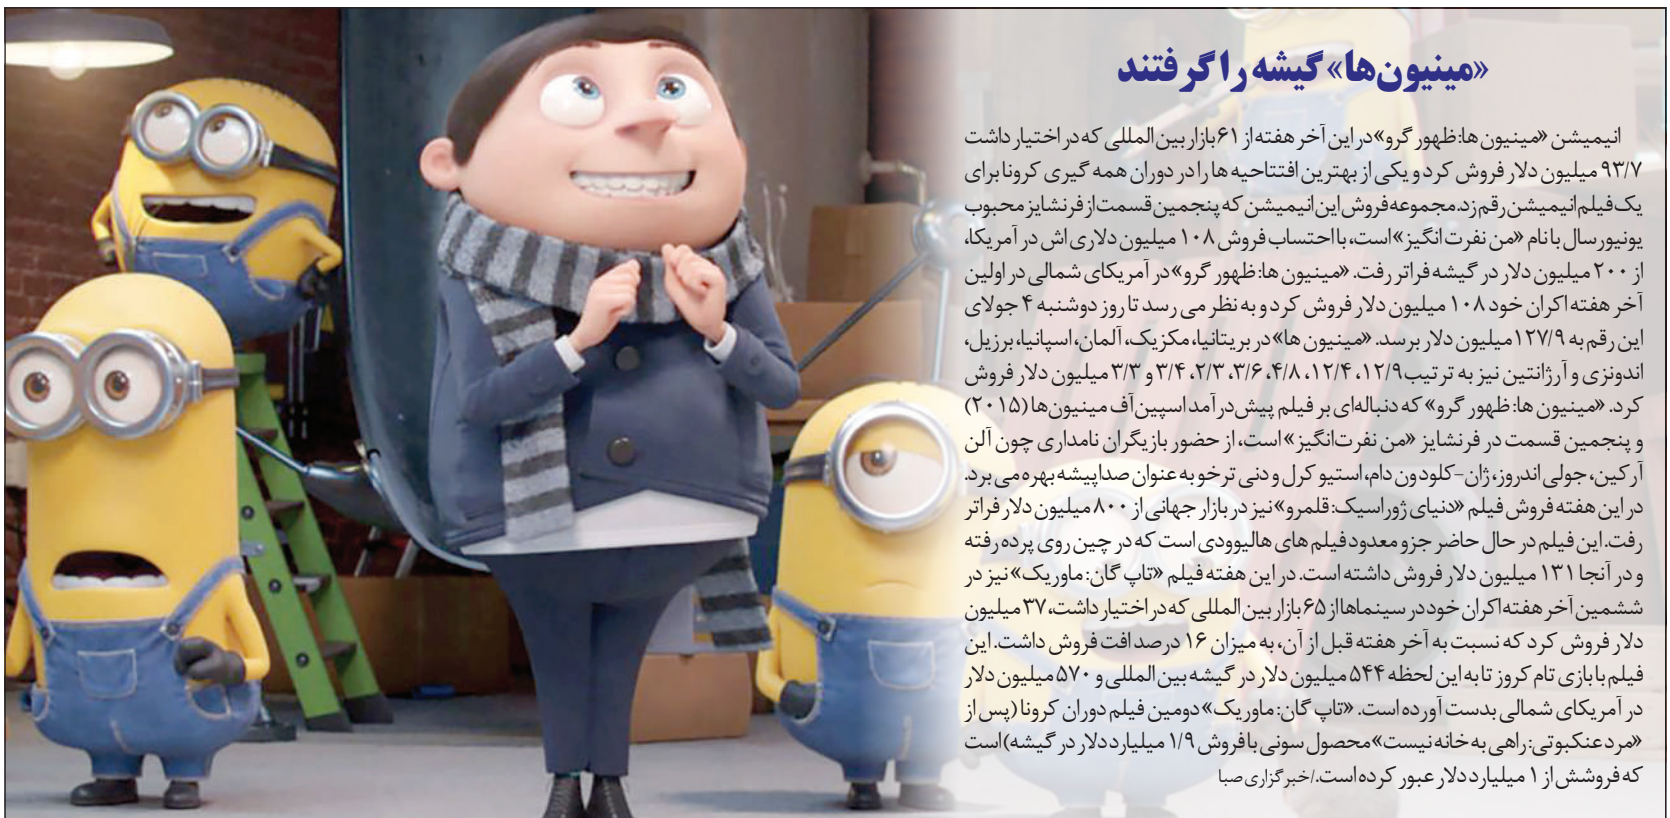 «مینیون‌ها» گیشه را گرفتند
انیمیشن «مینیون ها:ظهور گرو»در این آخر هفته از ۶۱ بازار بین المللی که در اختیار داشت
۹۳/۷ میلیون دلار فروش کرد و یکی از بهترین افتتاحیه ها را در دوران همه گیری کرونا برای
یک فیلم انیمیشن رقم زد.مجموعه فروش این انیمیشن که پنجمین قسمت از فرنشایز محبوب
یونیورسال با نام «من نفرت انگیز»است، با احتساب فروش ۱۰۸ میلیون دلاری اش در آمریکا،
از ۲۰۰ میلیون دلار در گیشه فراتر رفت. «مینیون ها:ظهور گرو»در آمریکای شمالی در اولین
آخر هفته اکران خود ۱۰۸ میلیون دلار فروش کرد و به نظر می رسد تا روز دوشنبه ۴ جولای
این رقم به ۱۲۷/۹ میلیون دلار برسد. «مینیون ها»در بریتانیا، مکزیک، آلمان، اسپانیا، برزیل،
اندونزی و آرژانتین نیز به ترتیب ۱۲/۹، ۱۲/۴، ۴/۸، ۳/۶، ۲/۳، ۳/۴ و ۳/۳ میلیون دلار فروش
کرد. «مینیون ها:ظهور گرو» که دنباله‌ای بر فیلم پیش‌درآمد اسپین‌آف مینیون‌ها (۲۰۱۵)
و پنجمین قسمت در فرنشایز «من نفرت‌انگیز»است، از حضور بازیگران نامداری چون آلن
آرکین، جولی اندروز، ژان-کلود ون دام، استیو کرل و دنی ترخو به عنوان صداپیشه بهره می برد.
در این هفته فروش فیلم «دنیای ژوراسیک: قلمرو»نیز در بازار جهانی از ۸۰۰ میلیون دلار فراتر
رفت.این فیلم در حال حاضر جزو معدود فیلم های هالیوودی است که در چین روی پرده رفته
و در آنجا ۱۳۱ میلیون دلار فروش داشته است. در این هفته فیلم «تاپ گان: ماوریک»نیز در
ششمین آخر هفته اکران خود در سینماها از ۶۵ بازار بین المللی که در اختیار داشت، ۳۷ میلیون
دلار فروش کرد که نسبت به آخر هفته قبل از آن، به میزان ۱۶ درصد افت فروش داشت. این
فیلم با بازی تام کروز تا به این لحظه ۵۴۴ میلیون دلار در گیشه بین المللی و ۵۷۰ میلیون دلار
در آمریکای شمالی بدست آورده است. «تاپ گان: ماوریک»دومین فیلم دوران کرونا (پس از
«مرد عنکبوتی: راهی به خانه نیست»محصول سونی با فروش ۱/۹ میلیارد دلار در گیشه) است
که فروشش از ۱ میلیارد دلار عبور کرده است./خبرگزاری صبا